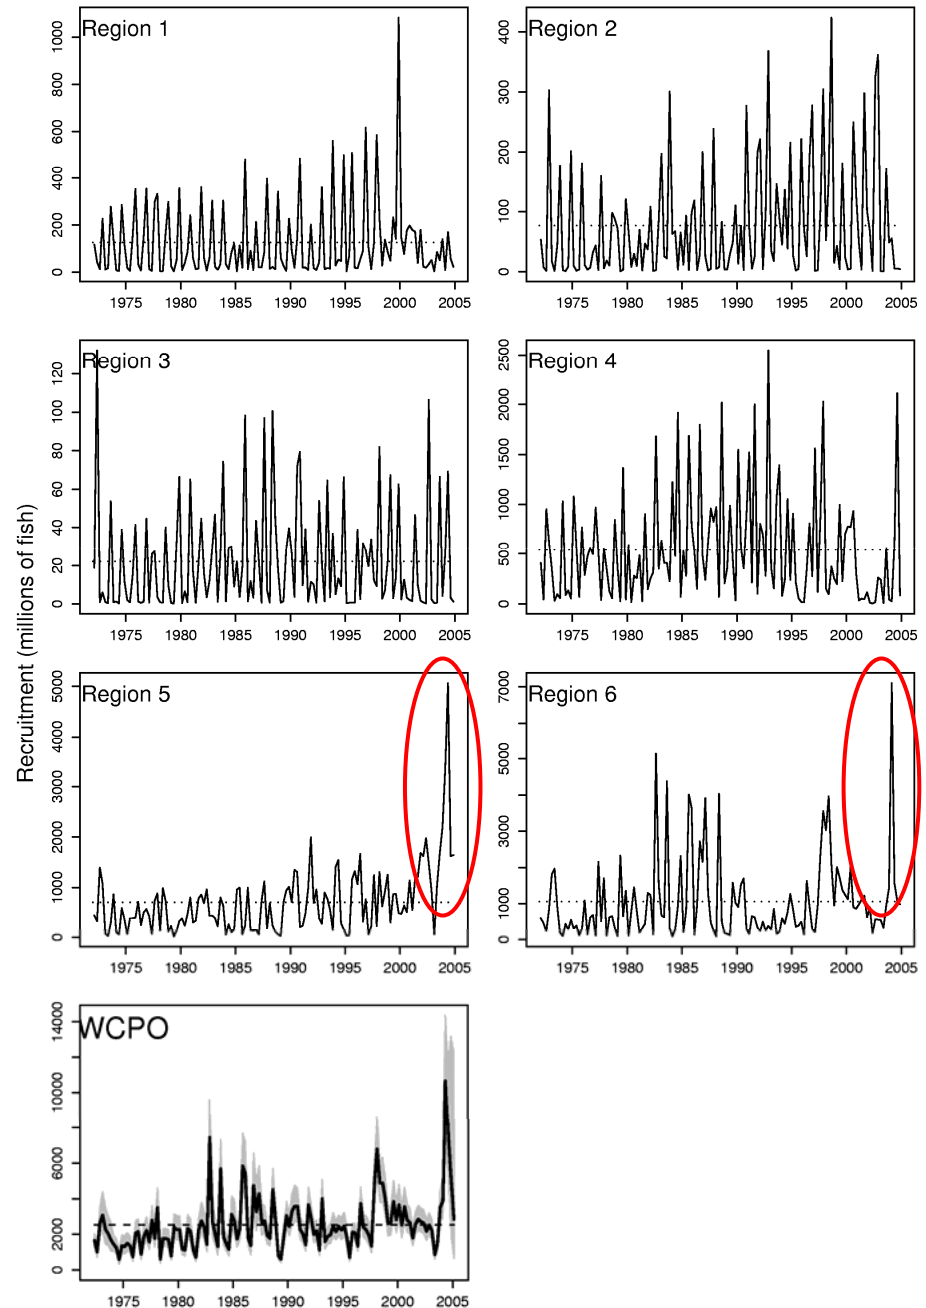 Recruitment (millions of fish)
Region 1
0 200 400 600 800 1000
1975 1980 1985 1990 1995 2000 2005
Region 2
0 100 200 300 400
1975 1980 1985 1990 1995 2000 2005
Region 3
0 20 40 60 80 100 120
1975 1980 1985 1990 1995 2000 2005
Region 4
0 500 1000 1500 2000 2500
1975 1980 1985 1990 1995 2000 2005
Region 5
0 1000 2000 3000 4000 5000
1975 1980 1985 1990 1995 2000 2005
Region 6
0 1000 3000 5000 7000
1975 1980 1985 1990 1995 2000 2005
WCPO
0 2000 6000 10000 14000
1975 1980 1985 1990 1995 2000 2005